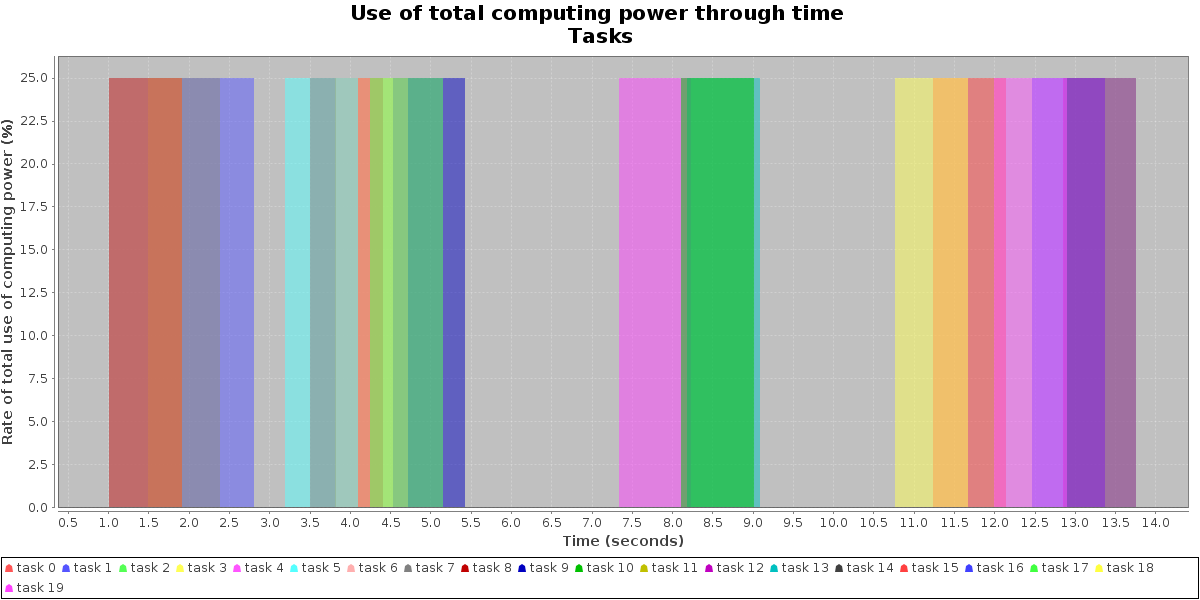 Use of total computing power through time
Tasks
Rate of total use of computing power (%)
25.0
22.5
20.0
17.5
15.0
12.5
10.0
7.5
5.0
2.5
0.0
0.5 1.0 1.5 2.0 2.5 3.0 3.5 4.0 4.5 5.0 5.5 6.0 6.5 7.0 7.5 8.0 8.5 9.0 9.5 10.0 10.5 11.0 11.5 12.0 12.5 13.0 13.5 14.0
Time (seconds)
task 0 task 1 task 2 task 3 task 4 task 5 task 6 task 7 task 8 task 9 task 10 task 11 task 12 task 13 task 14 task 15 task 16 task 17 task 18
task 19